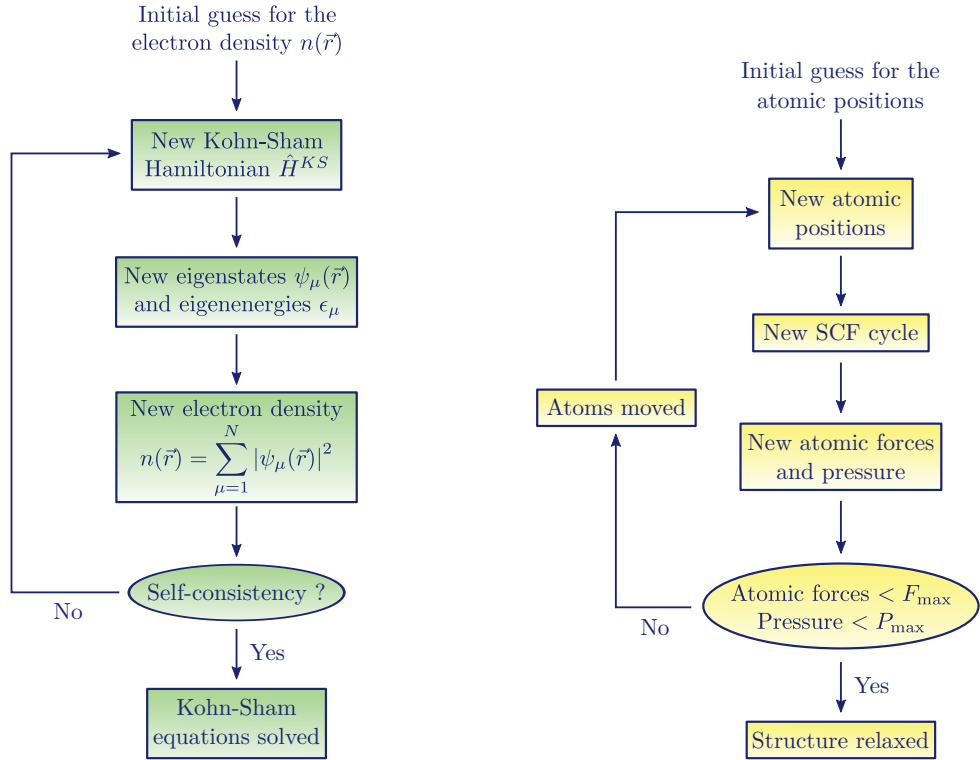 Initial guess for the
electron density n(r⃗)
New Kohn-Sham
Hamiltonian Ĥ^{KS}
New eigenstates ψ_μ(r⃗)
and eigenenergies ϵ_μ
New electron density
n(r⃗) = ∑_{μ=1}^{N} |ψ_μ(r⃗)|²
Self-consistency ?
No
Yes
Kohn-Sham
equations solved
Initial guess for the
atomic positions
New atomic
positions
New SCF cycle
Atoms moved
New atomic forces
and pressure
Atomic forces < F_max
Pressure < P_max
No
Yes
Structure relaxed